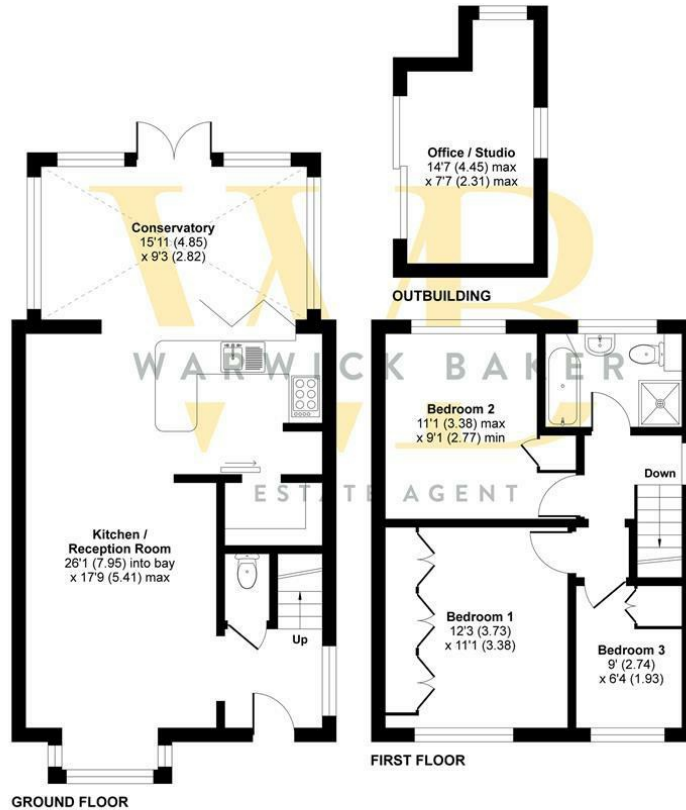 Office / Studio
14'7 (4.45) max
x 7'7 (2.31) max
OUTBUILDING
Conservatory
15'11 (4.85)
x 9'3 (2.82)
WB
WARWICK BAKER
ESTATE AGENT
Kitchen /
Reception Room
26'1 (7.95) into bay
x 17'9 (5.41) max
Up
GROUND FLOOR
Bedroom 2
11'1 (3.38) max
x 9'1 (2.77) min
Down
Bedroom 1
12'3 (3.73)
x 11'1 (3.38)
Bedroom 3
9' (2.74)
x 6'4 (1.93)
FIRST FLOOR